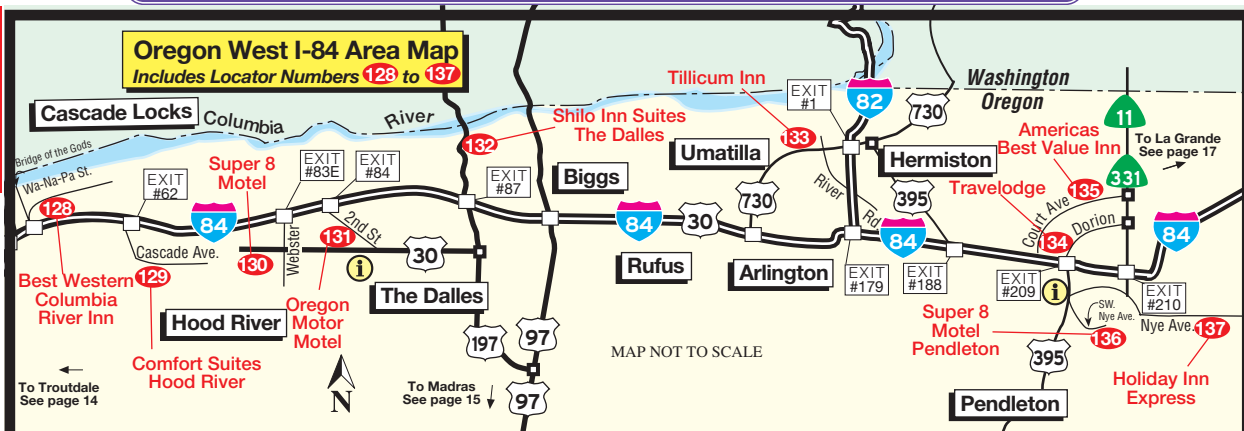 Oregon West I-84 Area Map
Includes Locator Numbers 128 to 137
Cascade Locks
Columbia
River
Bridge of the Gods
Wa-Na-Pa St.
128
Best Western
Columbia
River Inn
EXIT
#62
Cascade Ave.
129
Comfort Suites
Hood River
Hood River
84
Super 8
Motel
130
EXIT
#83E
Webster
EXIT
#84
2nd St
131
Oregon
Motor
Motel
i
30
The Dalles
132
Shilo Inn Suites
The Dalles
EXIT
#87
197
97
97
Biggs
84
30
Rufus
Arlington
MAP NOT TO SCALE
N
To Troutdale
See page 14
To Madras
See page 15
Tillicum Inn
133
EXIT
#1
82
730
Umatilla
730
Hermiston
River
Rd
395
EXIT
#179
84
EXIT
#188
Washington
Oregon
11
To La Grande
See page 17
331
Americas
Best Value Inn
135
Travelodge
134
Court Ave
Dorion
84
EXIT
#209
i
EXIT
#210
SW.
Nye Ave.
Nye Ave.
136
137
Super 8
Motel
Pendleton
Holiday Inn
Express
395
Pendleton